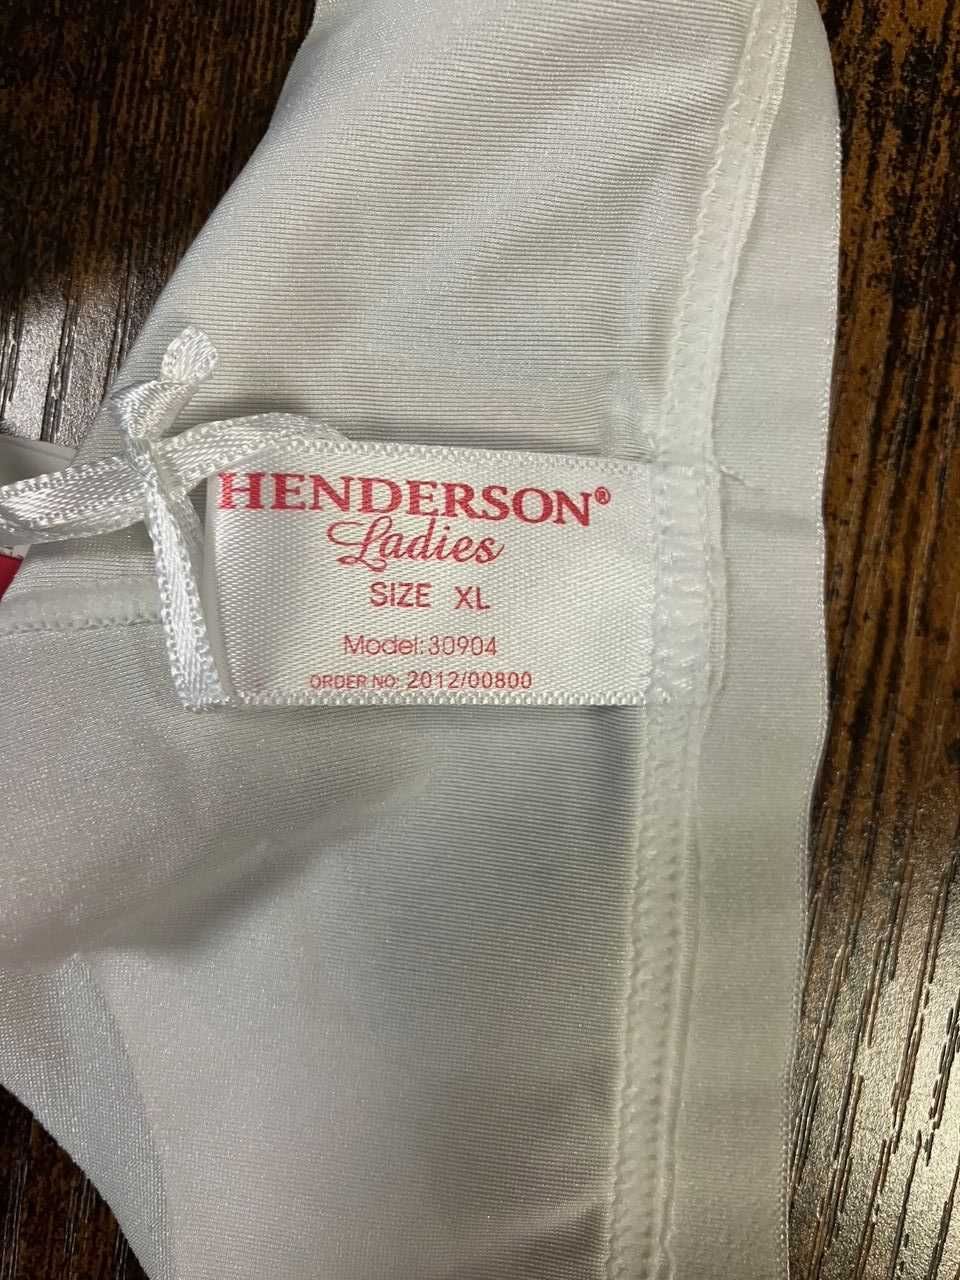 HENDERSON®
Ladies
SIZE XL
Model: 30904
ORDER NO: 2012/00800